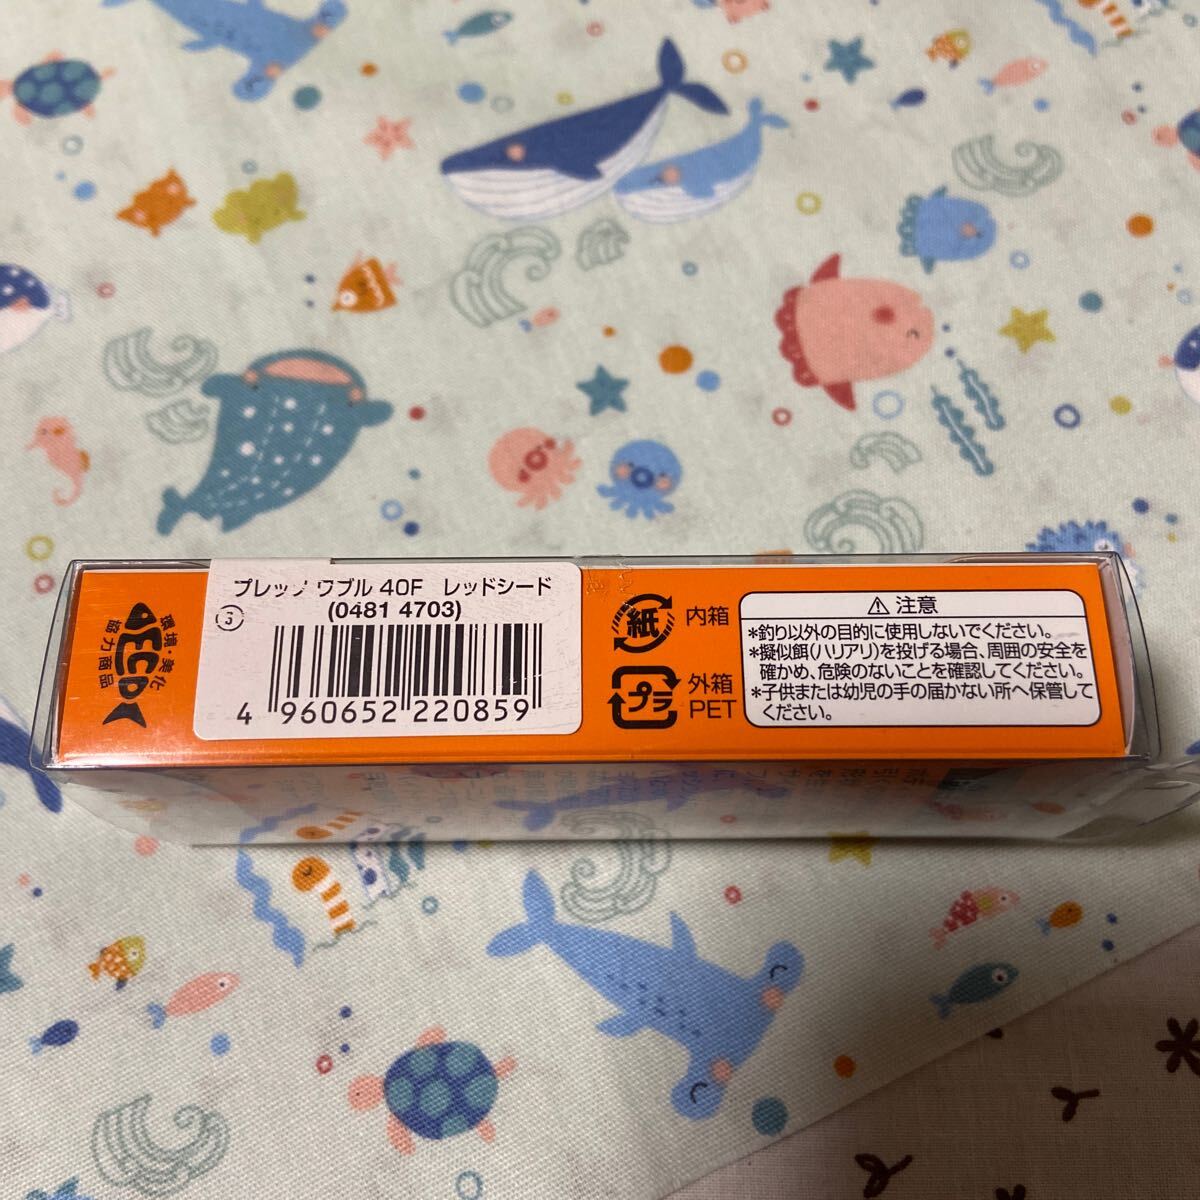 環境・美化
ECO
協力商品
プレップ ワブル 40F レッドシード
(0481 4703)
3
4 960652 220859
紙 内箱
プラ 外箱
PET
⚠ 注意
*釣り以外の目的に使用しないでください。
*擬似餌(ハリアリ)を投げる場合、周囲の安全を
確かめ、危険のないことを確認してください。
*子供または幼児の手の届かない所へ保管して
ください。